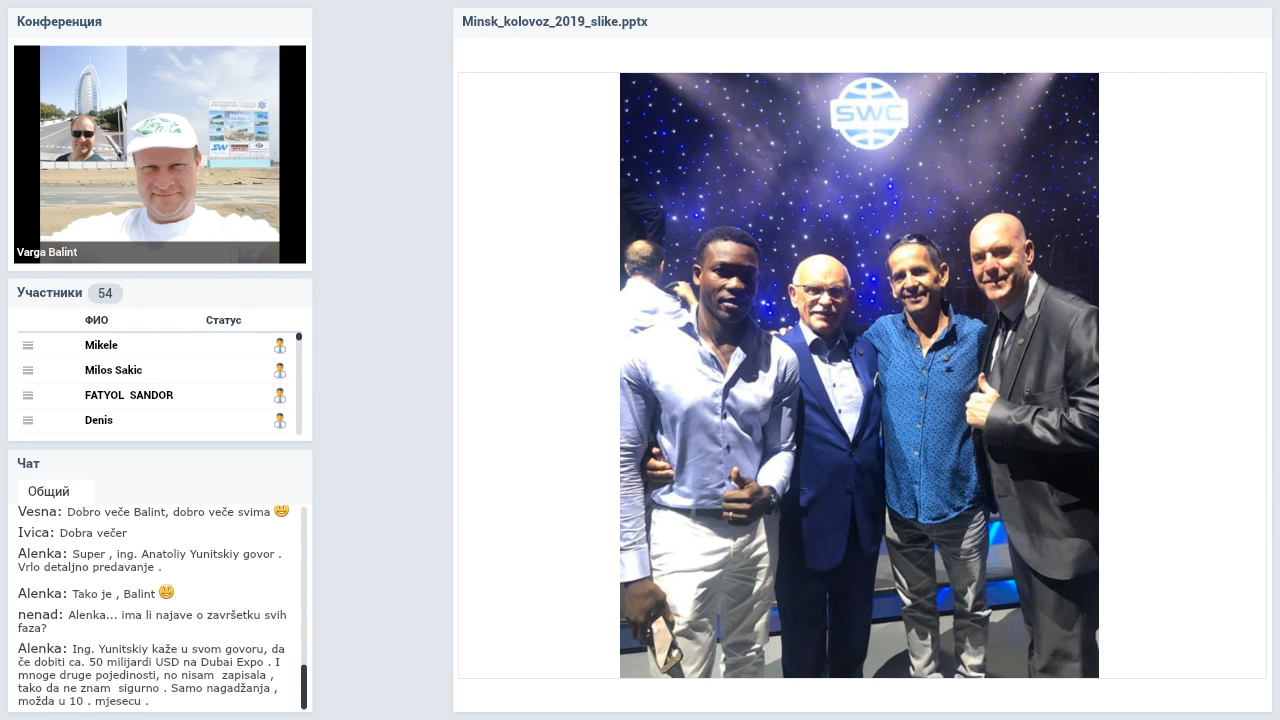 Конференция
Varga Balint
SW
Участники 54
ФИО Статус
Mikele
Milos Sakic
FATYOL SANDOR
Denis
Чат
Общий
Vesna: Dobro veče Balint, dobro veče svima
Ivica: Dobra večer
Alenka: Super , ing. Anatoliy Yunitskiy govor .
Vrlo detaljno predavanje .
Alenka: Tako je , Balint
nenad: Alenka... ima li najave o završetku svih
faza?
Alenka: Ing. Yunitskiy kaže u svom govoru, da
če dobiti ca. 50 milijardi USD na Dubai Expo . I
mnoge druge pojedinosti, no nisam zapisala ,
tako da ne znam sigurno . Samo nagadžanja ,
možda u 10 . mjesecu .
Minsk_kolovoz_2019_slike.pptx
SWC